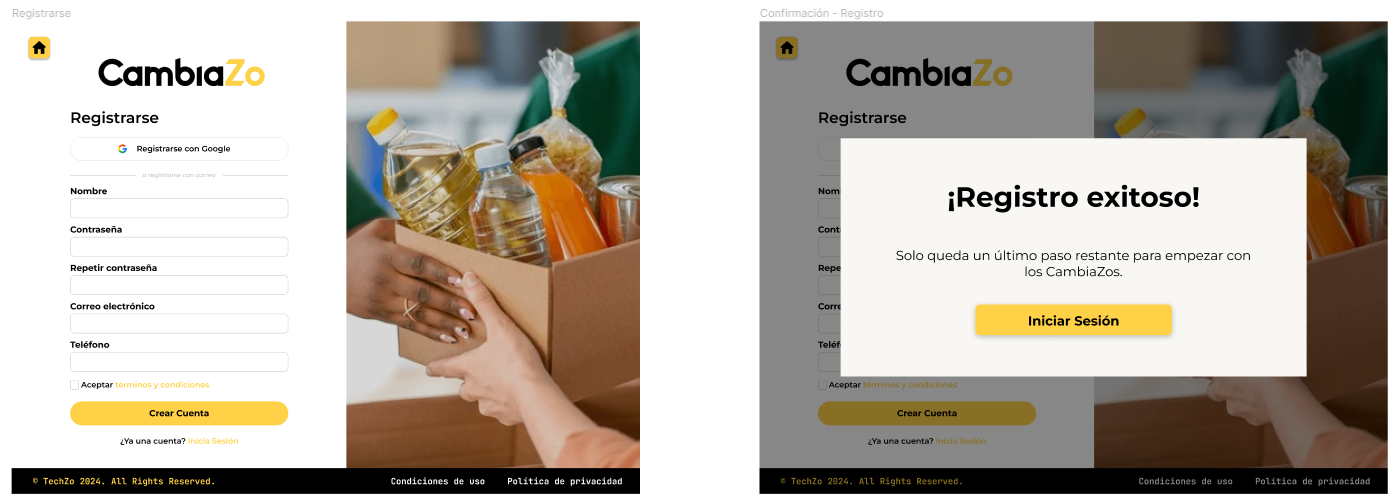 Registrarse
CambiaZo
Registrarse
Registrarse con Google
o registrarse con correo
Nombre
Contraseña
Repetir contraseña
Correo electrónico
Teléfono
Aceptar términos y condiciones
Crear Cuenta
¿Ya una cuenta? Inicia Sesión
© TechZo 2024. All Rights Reserved.
Condiciones de uso
Política de privacidad
Confirmación - Registro
CambiaZo
Registrarse
Nom
Cont
Repe
Corre
Teléf
¡Registro exitoso!
Solo queda un último paso restante para empezar con
los CambiaZos.
Iniciar Sesión
Aceptar términos y condiciones
Crear Cuenta
¿Ya una cuenta? Inicia Sesión
© TechZo 2024. All Rights Reserved.
Condiciones de uso
Política de privacidad